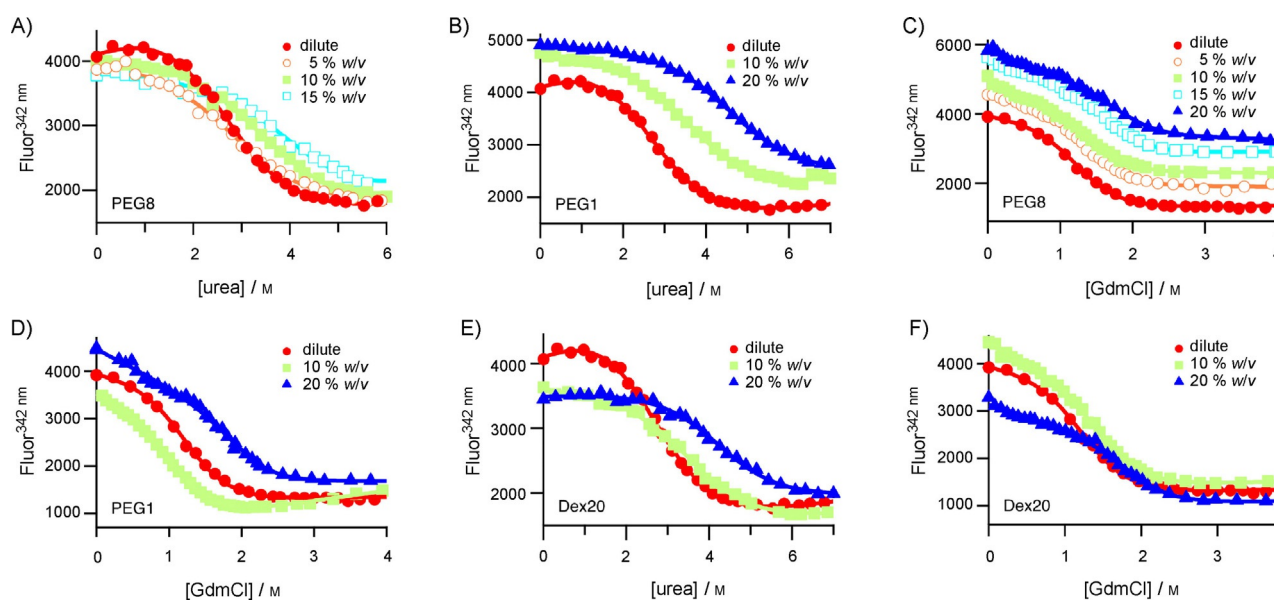 A)
Fluor342 nm
4000
3000
2000
0
2
4
6
[urea] / M
PEG8
dilute
5 % w/v
10 % w/v
15 % w/v
B)
Fluor342 nm
5000
4000
3000
2000
0
2
4
6
[urea] / M
PEG1
dilute
10 % w/v
20 % w/v
C)
Fluor342 nm
6000
4000
2000
0
1
2
3
4
[GdmCl] / M
PEG8
dilute
5 % w/v
10 % w/v
15 % w/v
20 % w/v
D)
Fluor342 nm
4000
3000
2000
1000
0
1
2
3
4
[GdmCl] / M
PEG1
dilute
10 % w/v
20 % w/v
E)
Fluor342 nm
4000
3000
2000
0
2
4
6
[urea] / M
Dex20
dilute
10 % w/v
20 % w/v
F)
Fluor342 nm
4000
3000
2000
1000
0
1
2
3
[GdmCl] / M
Dex20
dilute
10 % w/v
20 % w/v